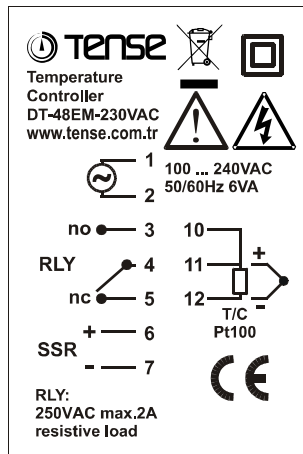 TENSE
Temperature
Controller
DT-48EM-230VAC
www.tense.com.tr
1
2
100 ... 240VAC
50/60Hz 6VA
no 3 10
RLY 4 11 +
nc 5 12 -
T/C
Pt100
+ 6
SSR
- 7
RLY:
250VAC max.2A
resistive load
CE